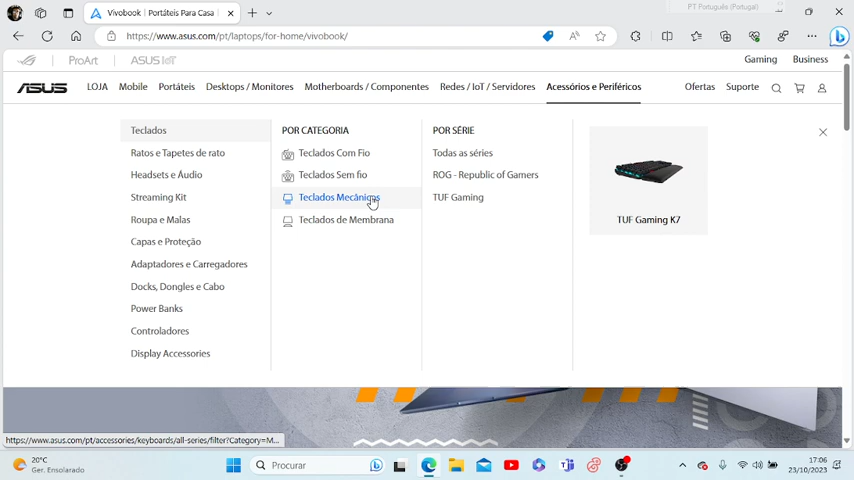 Vivobook | Portáteis Para Casa |
PT Português (Portugal)
https://www.asus.com/pt/laptops/for-home/vivobook/
ProArt
ASUS IoT
Gaming
Business
ASUS
LOJA
Mobile
Portáteis
Desktops / Monitores
Motherboards / Componentes
Redes / IoT / Servidores
Acessórios e Periféricos
Ofertas
Suporte
Teclados
Ratos e Tapetes de rato
Headsets e Áudio
Streaming Kit
Roupa e Malas
Capas e Proteção
Adaptadores e Carregadores
Docks, Dongles e Cabo
Power Banks
Controladores
Display Accessories
POR CATEGORIA
Teclados Com Fio
Teclados Sem fio
Teclados Mecânicos
Teclados de Membrana
POR SÉRIE
Todas as séries
ROG - Republic of Gamers
TUF Gaming
TUF Gaming K7
https://www.asus.com/pt/accessories/keyboards/all-series/filter?Category=M...
20°C
Ger. Ensolarado
Procurar
17:06
23/10/2023